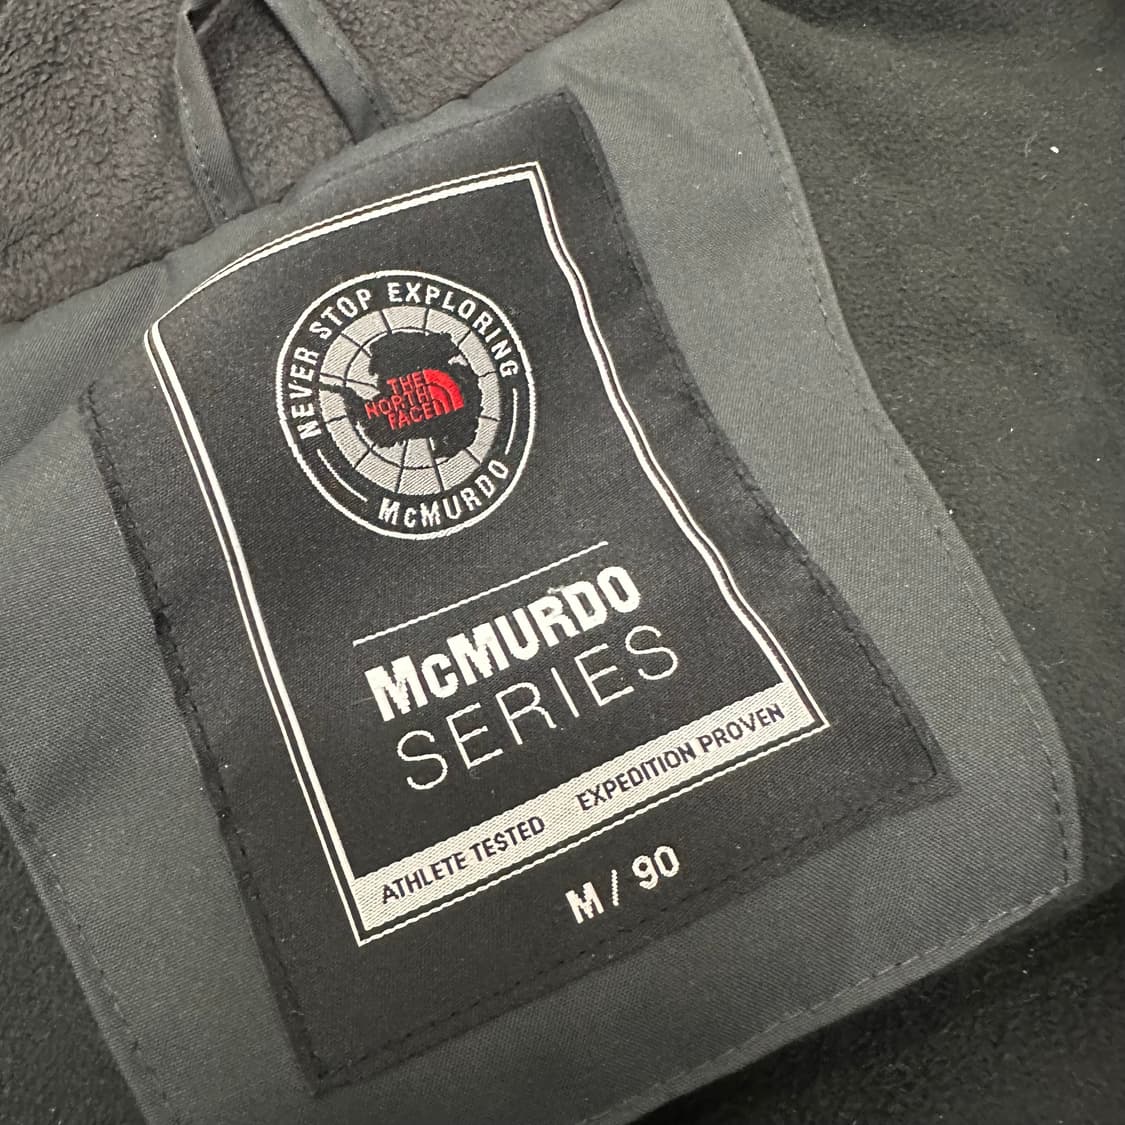 NEVER STOP EXPLORING
THE
NORTH
FACE
McMURDO
McMURDO
SERIES
ATHLETE TESTED EXPEDITION PROVEN
M / 90